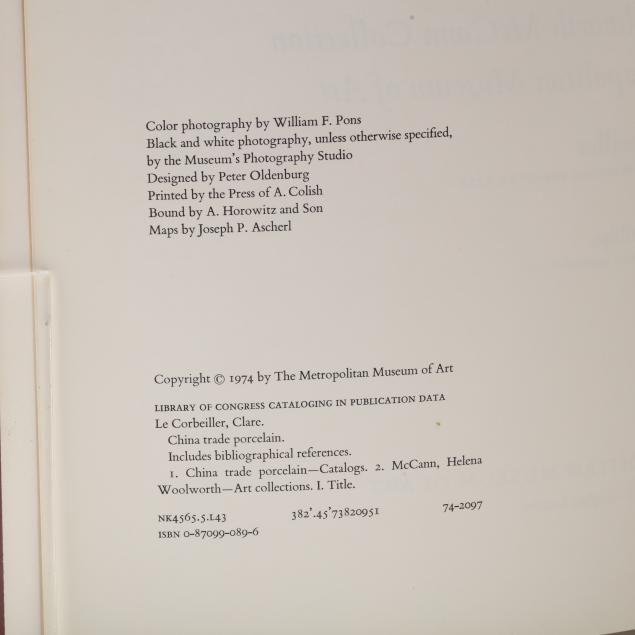 Color photography by William F. Pons
Black and white photography, unless otherwise specified,
by the Museum's Photography Studio
Designed by Peter Oldenburg
Printed by the Press of A. Colish
Bound by A. Horowitz and Son
Maps by Joseph P. Ascherl
Copyright © 1974 by The Metropolitan Museum of Art
LIBRARY OF CONGRESS CATALOGING IN PUBLICATION DATA
Le Corbeiller, Clare.
China trade porcelain.
Includes bibliographical references.
1. China trade porcelain—Catalogs. 2. McCann, Helena
Woolworth—Art collections. I. Title.
NK4565.5.L43 382'.45'73820951 74-2097
ISBN 0-87099-089-6